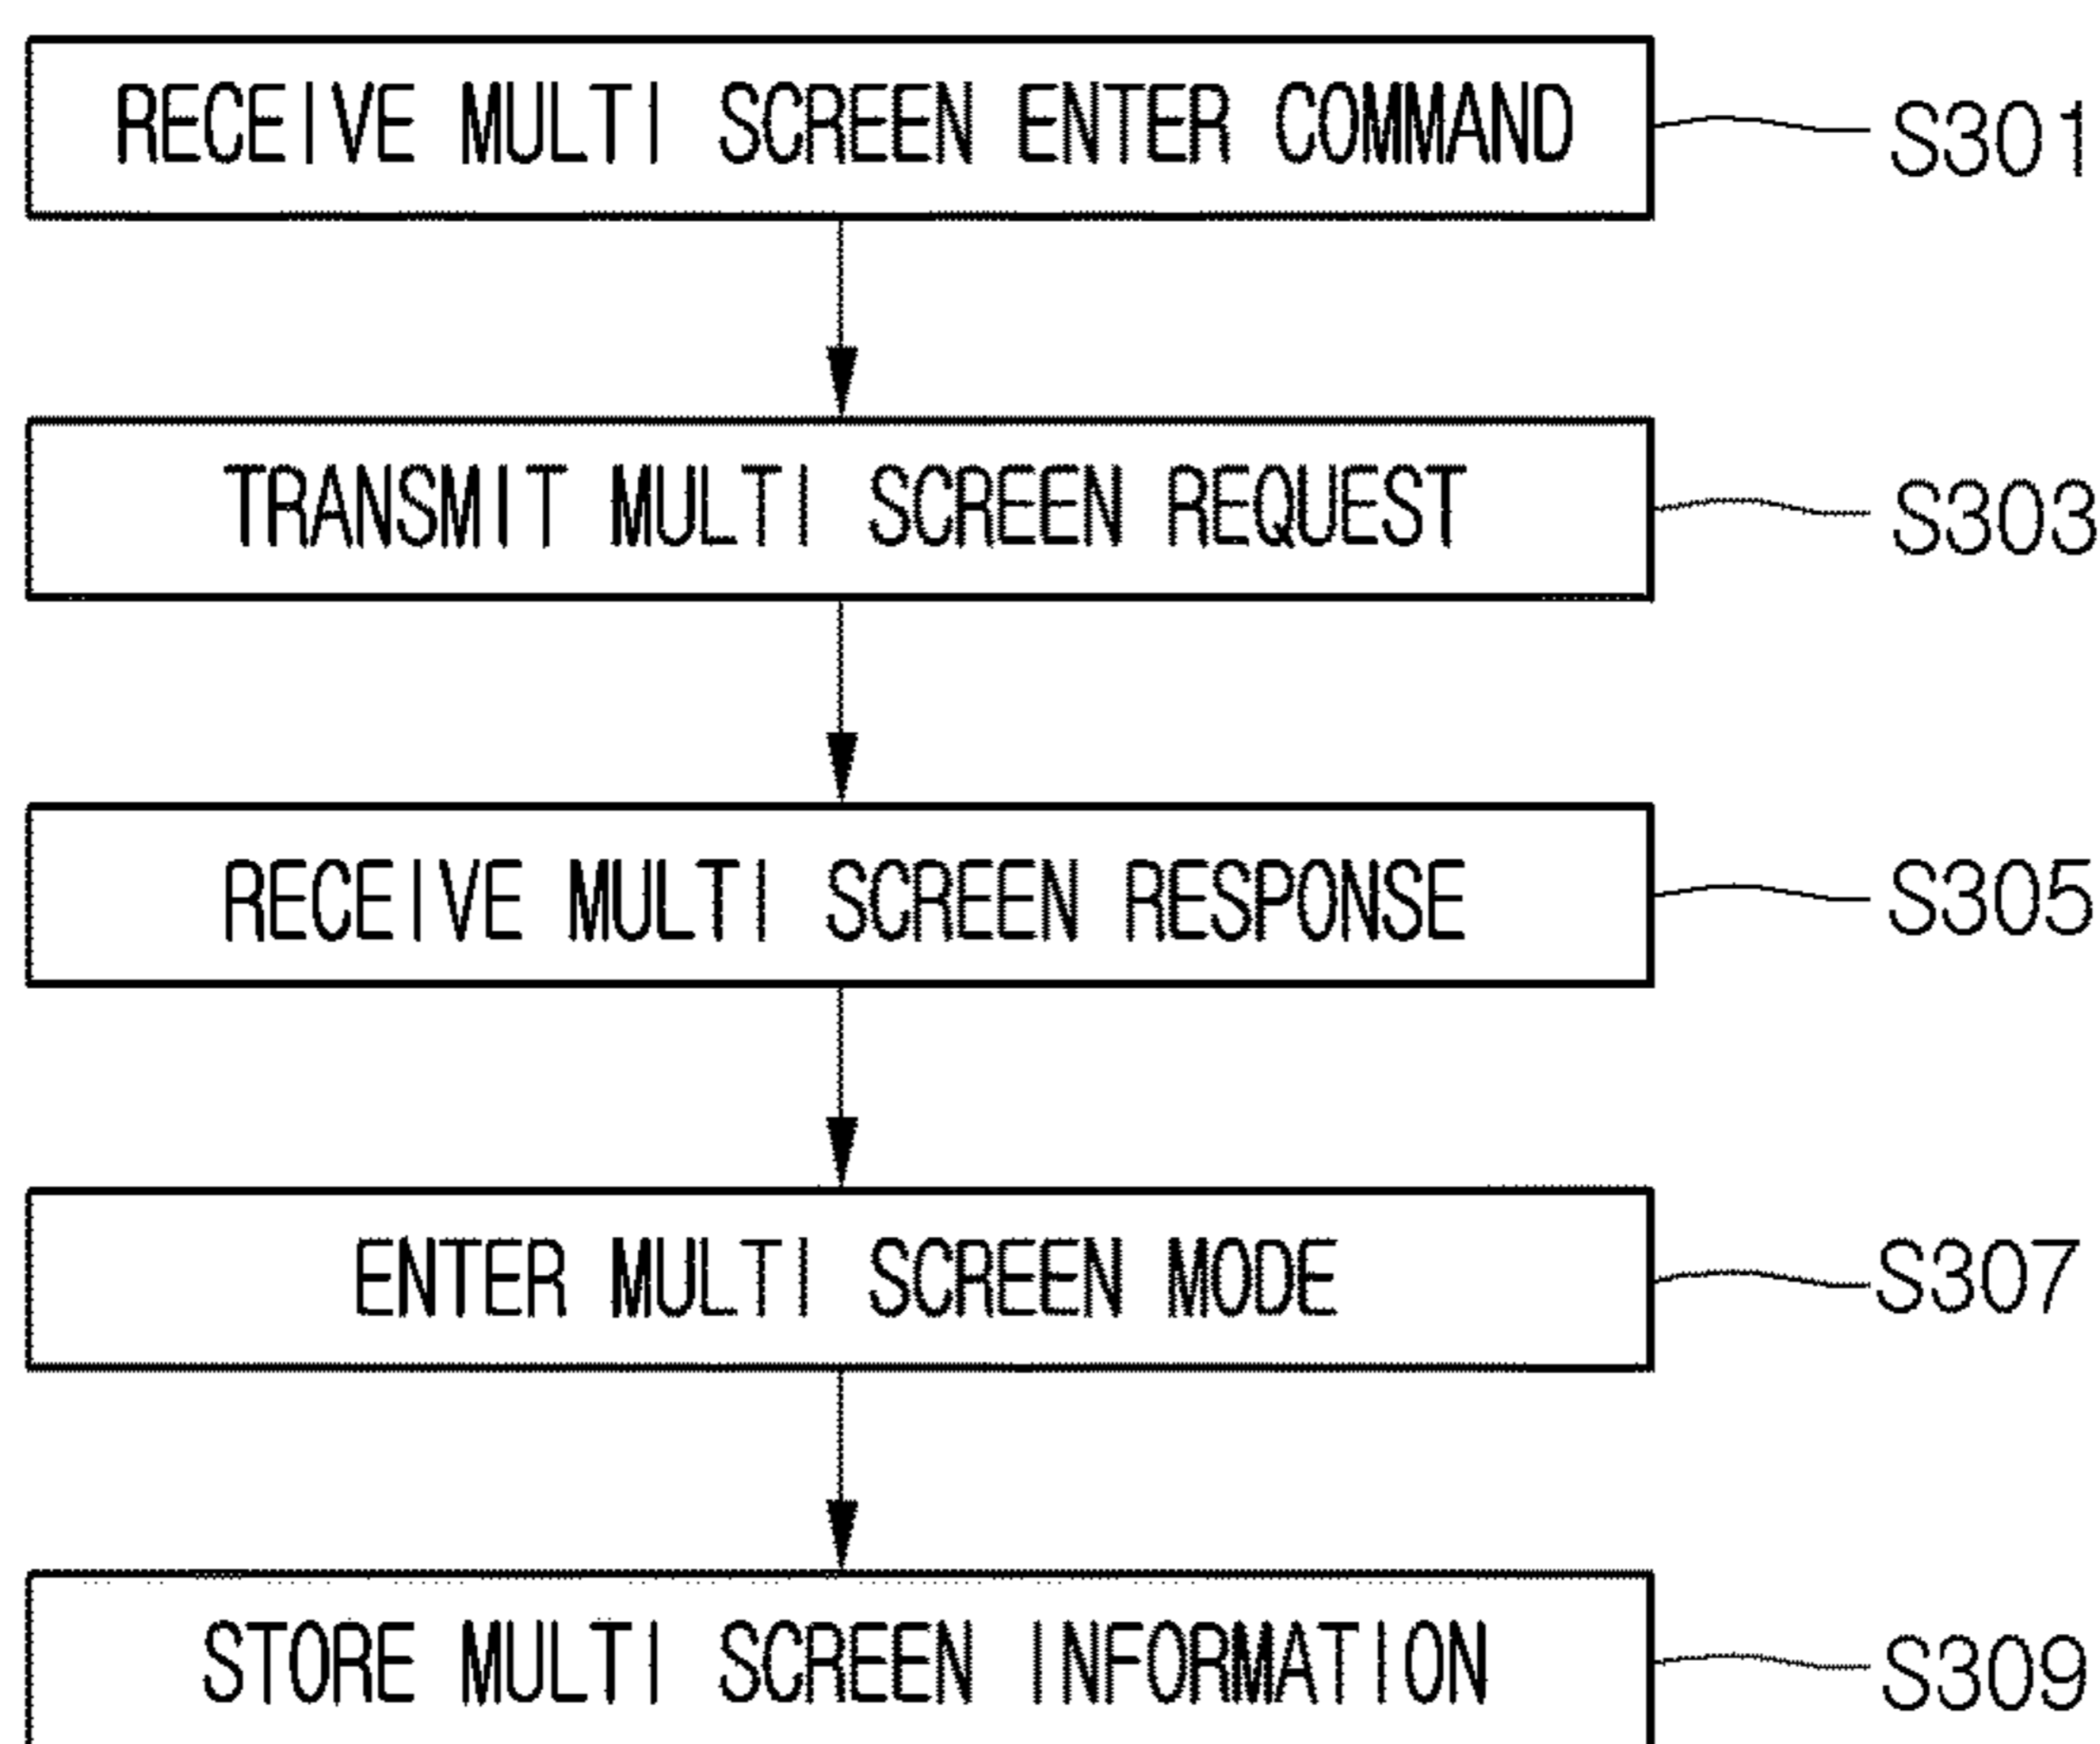 RECEIVE MULTI SCREEN ENTER COMMAND S301
TRANSMIT MULTI SCREEN REQUEST S303
RECEIVE MULTI SCREEN RESPONSE S305
ENTER MULTI SCREEN MODE S307
STORE MULTI SCREEN INFORMATION S309